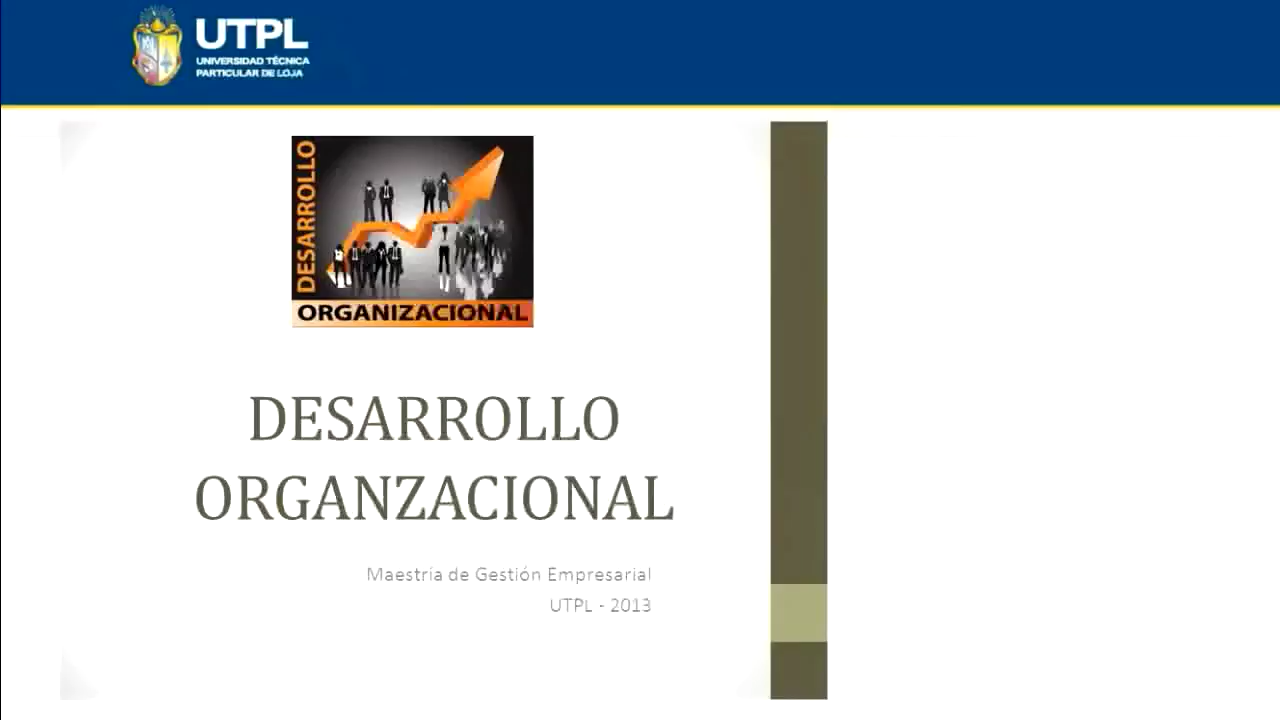 UTPL
UNIVERSIDAD TÉCNICA
PARTICULAR DE LOJA
DESARROLLO
ORGANIZACIONAL
DESARROLLO
ORGANZACIONAL
Maestría de Gestión Empresarial
UTPL - 2013